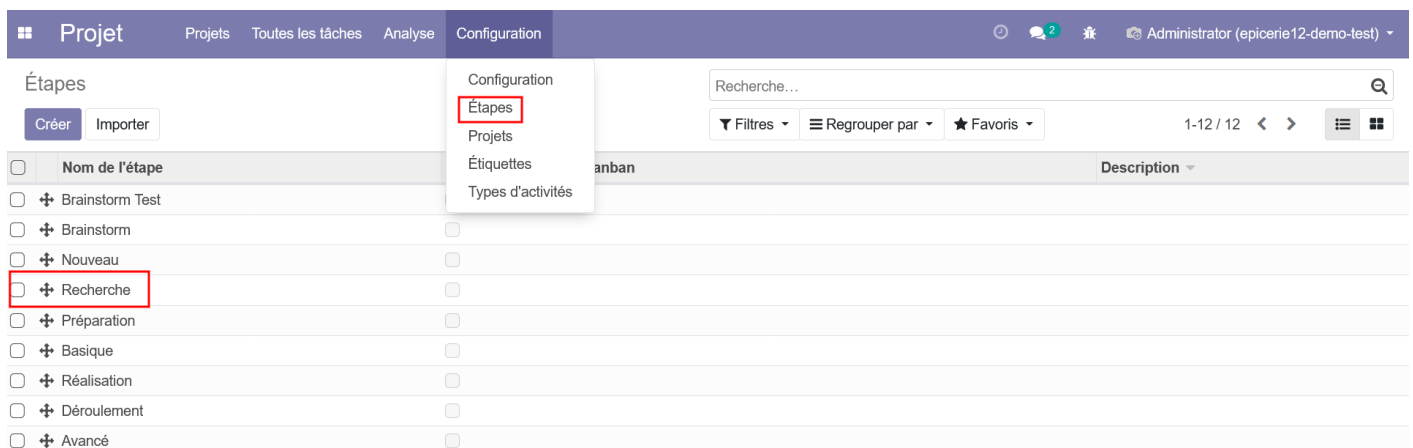 Projet Projets Toutes les tâches Analyse Configuration 2 Administrator (epicerie12-demo-test)
Étapes
Configuration
Étapes
Projets
Étiquettes
Types d'activités
Recherche...
Créer Importer
Filtres Regrouper par Favoris 1-12 / 12
Nom de l'étape anban Description
Brainstorm Test
Brainstorm
Nouveau
Recherche
Préparation
Basique
Réalisation
Déroulement
Avancé